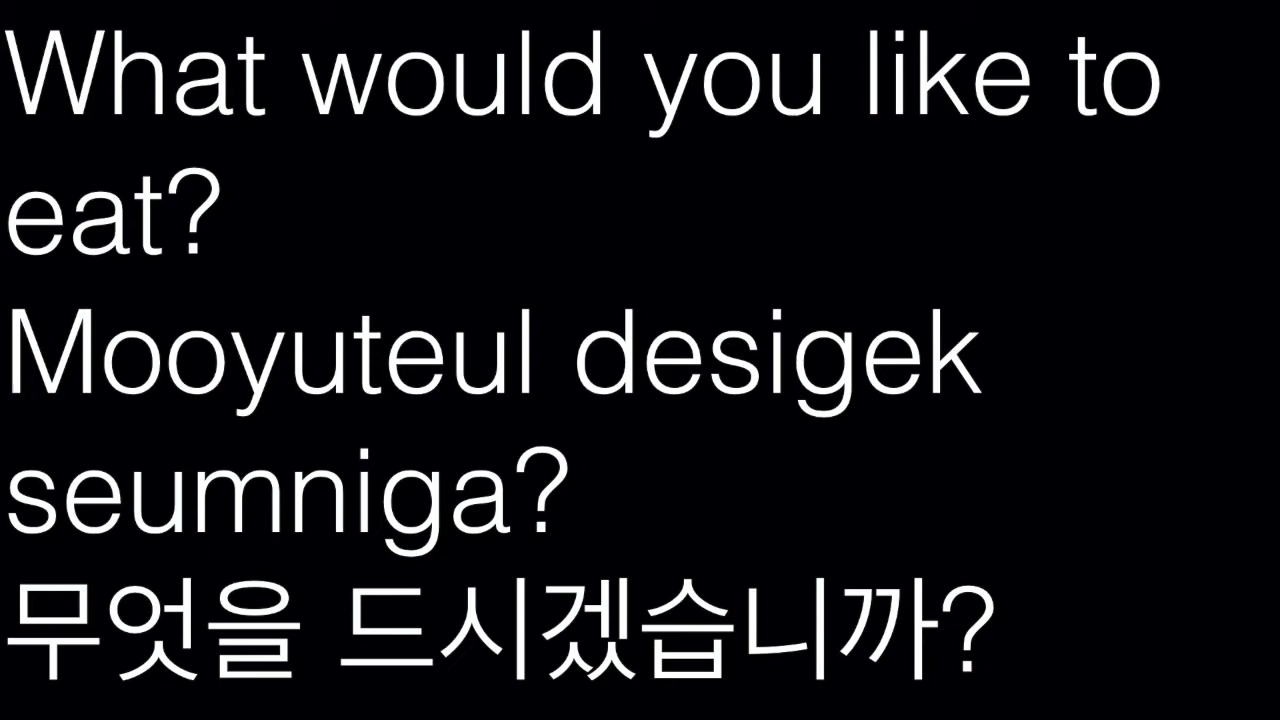 What would you like to
eat?
Mooyuteul desigek
seumniga?
무엇을 드시겠습니까?